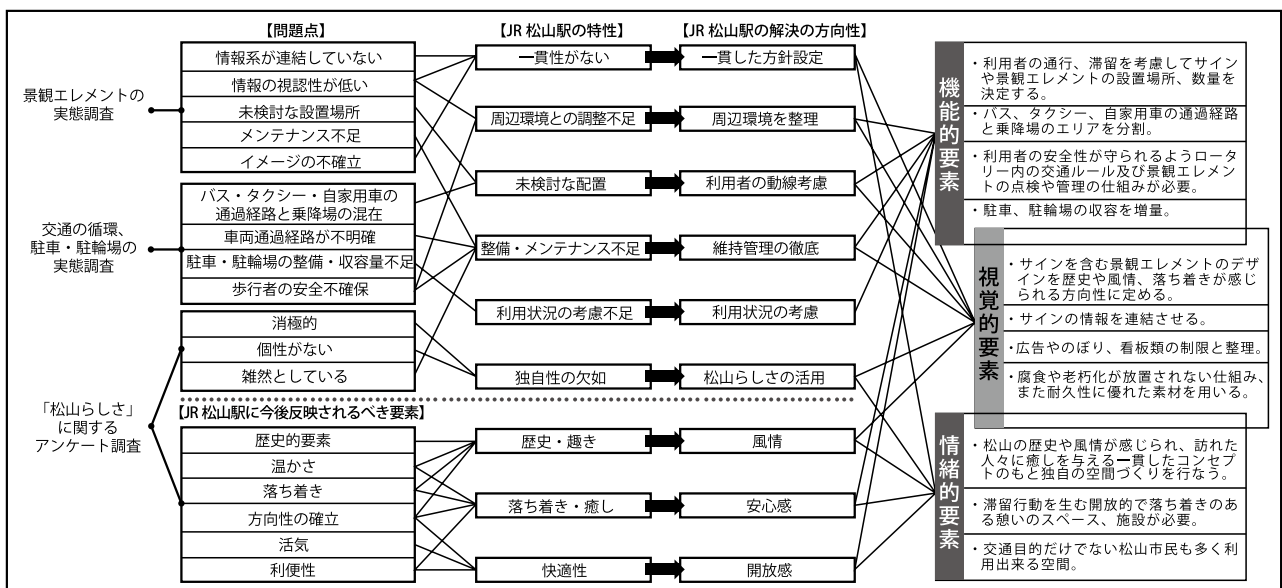 【問題点】
【JR 松山駅の特性】
【JR 松山駅の解決の方向性】
景観エレメントの
実態調査
情報系が連結していない
情報の視認性が低い
未検討な設置場所
メンテナンス不足
イメージの不確立
交通の循環、
駐車・駐輪場の
実態調査
バス・タクシー・自家用車の
通過経路と乗降場の混在
車両通過経路が不明確
駐車・駐輪場の整備・収容量不足
歩行者の安全不確保
「松山らしさ」
に関する
アンケート調査
消極的
個性がない
雑然としている
【JR 松山駅に今後反映されるべき要素】
歴史的要素
温かさ
落ち着き
方向性の確立
活気
利便性
一貫性がない
周辺環境との調整不足
未検討な配置
整備・メンテナンス不足
利用状況の考慮不足
独自性の欠如
歴史・趣き
落ち着き・癒し
快適性
一貫した方針設定
周辺環境を整理
利用者の動線考慮
維持管理の徹底
利用状況の考慮
松山らしさの活用
風情
安心感
開放感
機能的要素
・利用者の通行、滞留を考慮してサイン
や景観エレメントの設置場所、数量を
決定する。
・バス、タクシー、自家用車の通過経路
と乗降場のエリアを分割。
・利用者の安全性が守られるようロータ
リー内の交通ルール及び景観エレメン
トの点検や管理の仕組みが必要。
・駐車、駐輪場の収容を増量。
視覚的要素
・サインを含む景観エレメントのデザ
インを歴史や風情、落ち着きが感じ
られる方向性に定める。
・サインの情報を連結させる。
・広告やのぼり、看板類の制限と整理。
・腐食や老朽化が放置されない仕組み、
また耐久性に優れた素材を用いる。
情緒的要素
・松山の歴史や風情が感じられ、訪れた
人々に癒しを与える一貫したコンセプ
トのもと独自の空間づくりを行なう。
・滞留行動を生む開放的で落ち着きのあ
る憩いのスペース、施設が必要。
・交通目的だけでない松山市民も多く利
用出来る空間。